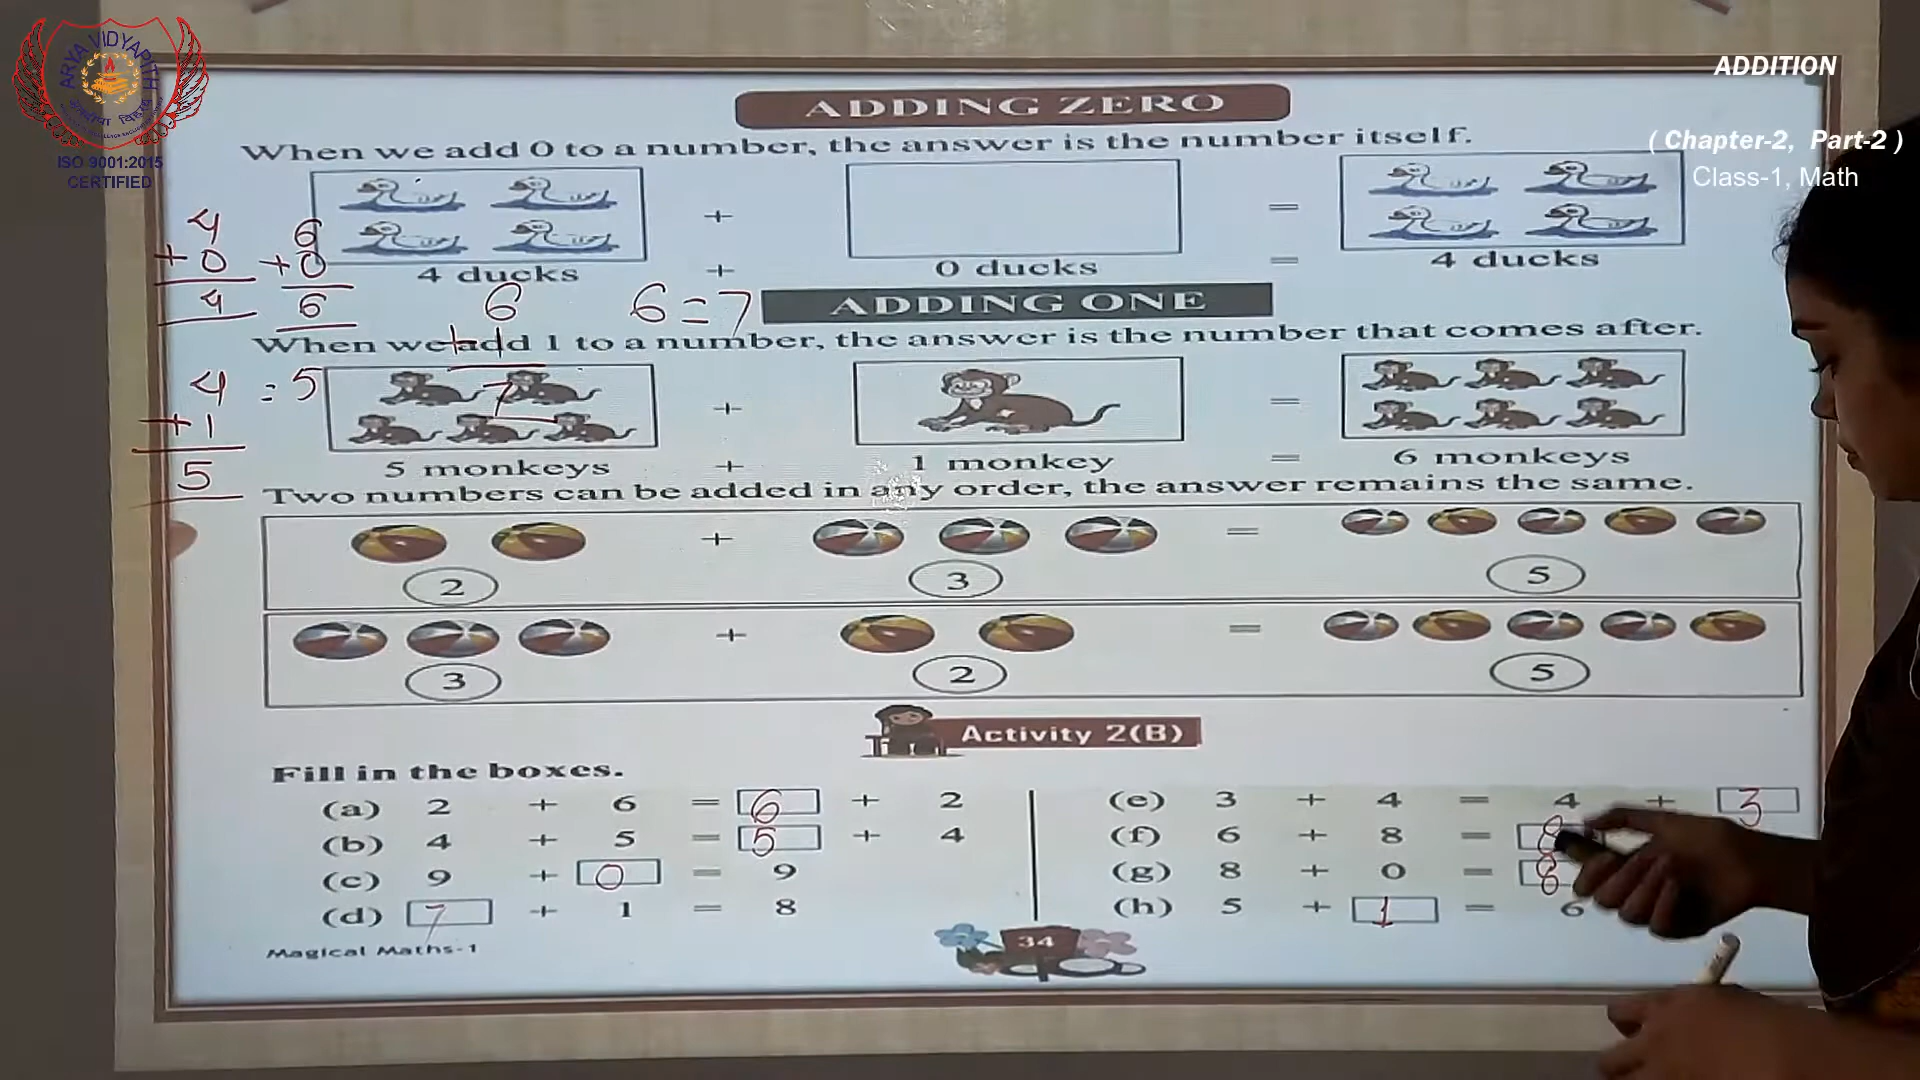 ARYA VIDYAPITH
ISO 9001:2015
CERTIFIED
ADDITION
( Chapter-2, Part-2 )
Class-1, Math
ADDING ZERO
When we add 0 to a number, the answer is the number itself.
+ =
4 ducks + 0 ducks = 4 ducks
4
+0
4
6
+0
6
ADDING ONE
6
+1
7
6=7
When we add 1 to a number, the answer is the number that comes after.
4 =5
+1
5
+ =
5 monkeys + 1 monkey = 6 monkeys
Two numbers can be added in any order, the answer remains the same.
+ =
2 3 5
+ =
3 2 5
Activity 2(B)
Fill in the boxes.
(a) 2 + 6 = 6 + 2
(b) 4 + 5 = 5 + 4
(c) 9 + 0 = 9
(d) 7 + 1 = 8
(e) 3 + 4 = 4 + 3
(f) 6 + 8 = 8
(g) 8 + 0 = 8
(h) 5 + 1 = 6
Magical Maths-1
34